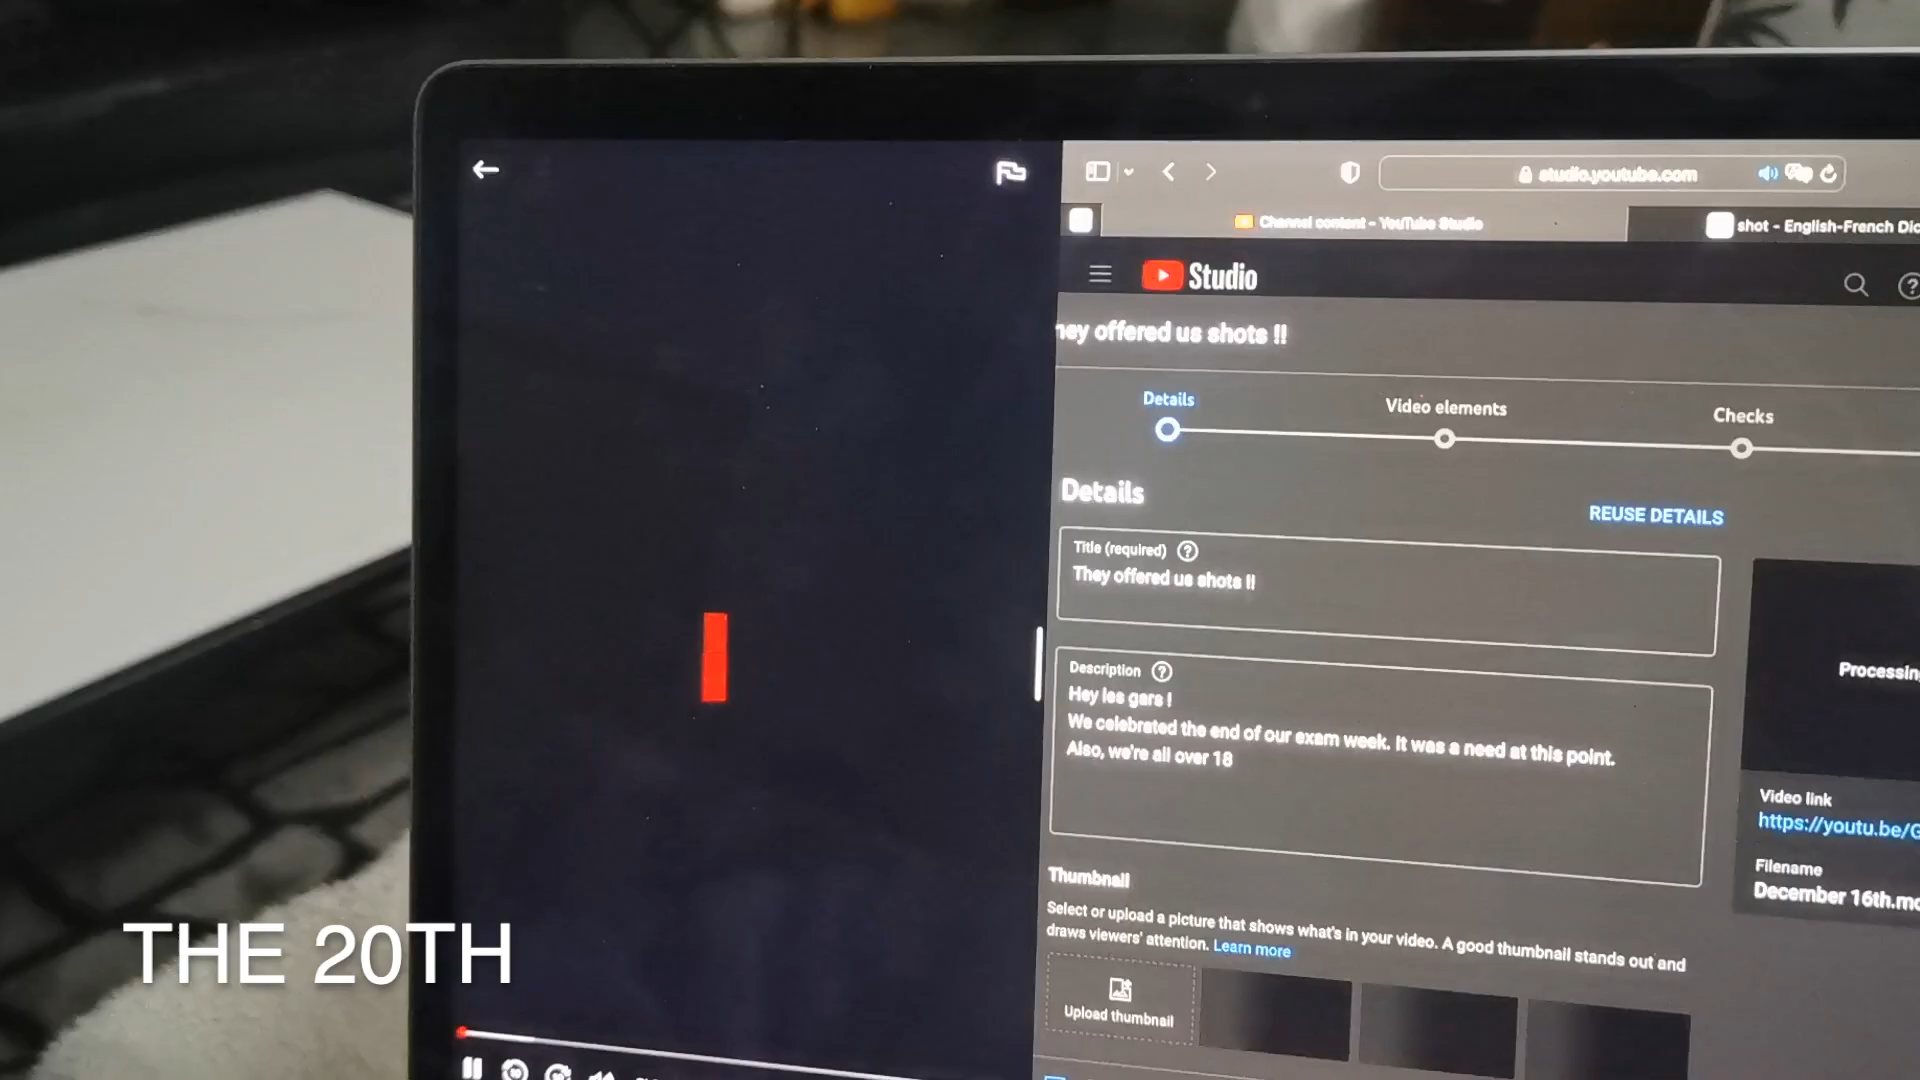 studio.youtube.com
Channel content - YouTube Studio
shot - English-French Dic
Studio
hey offered us shots !!
Details
Video elements
Checks
Details
REUSE DETAILS
Title (required)
They offered us shots !!
Description
Hey les gars !
We celebrated the end of our exam week. It was a need at this point.
Also, we're all over 18
Processing
Video link
https://youtu.be/G
Filename
December 16th.mo
Thumbnail
Select or upload a picture that shows what's in your video. A good thumbnail stands out and
draws viewers' attention. Learn more
Upload thumbnail
THE 20TH